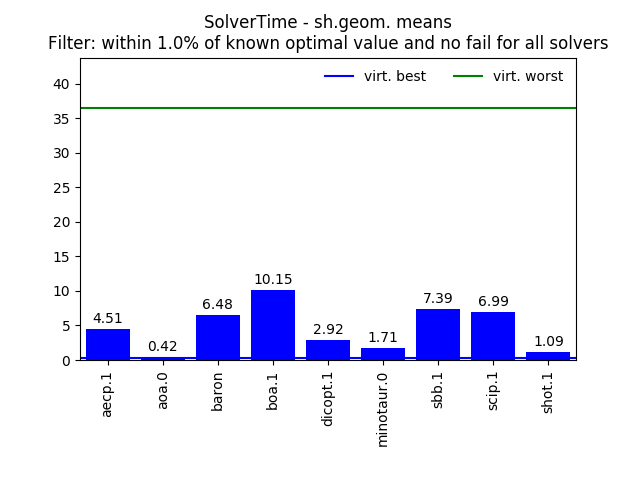 SolverTime - sh.geom. means
Filter: within 1.0% of known optimal value and no fail for all solvers
virt. best
virt. worst
40
35
30
25
20
15
10
5
0
4.51
0.42
6.48
10.15
2.92
1.71
7.39
6.99
1.09
aecp.1
aoa.0
baron
boa.1
dicopt.1
minotaur.0
sbb.1
scip.1
shot.1